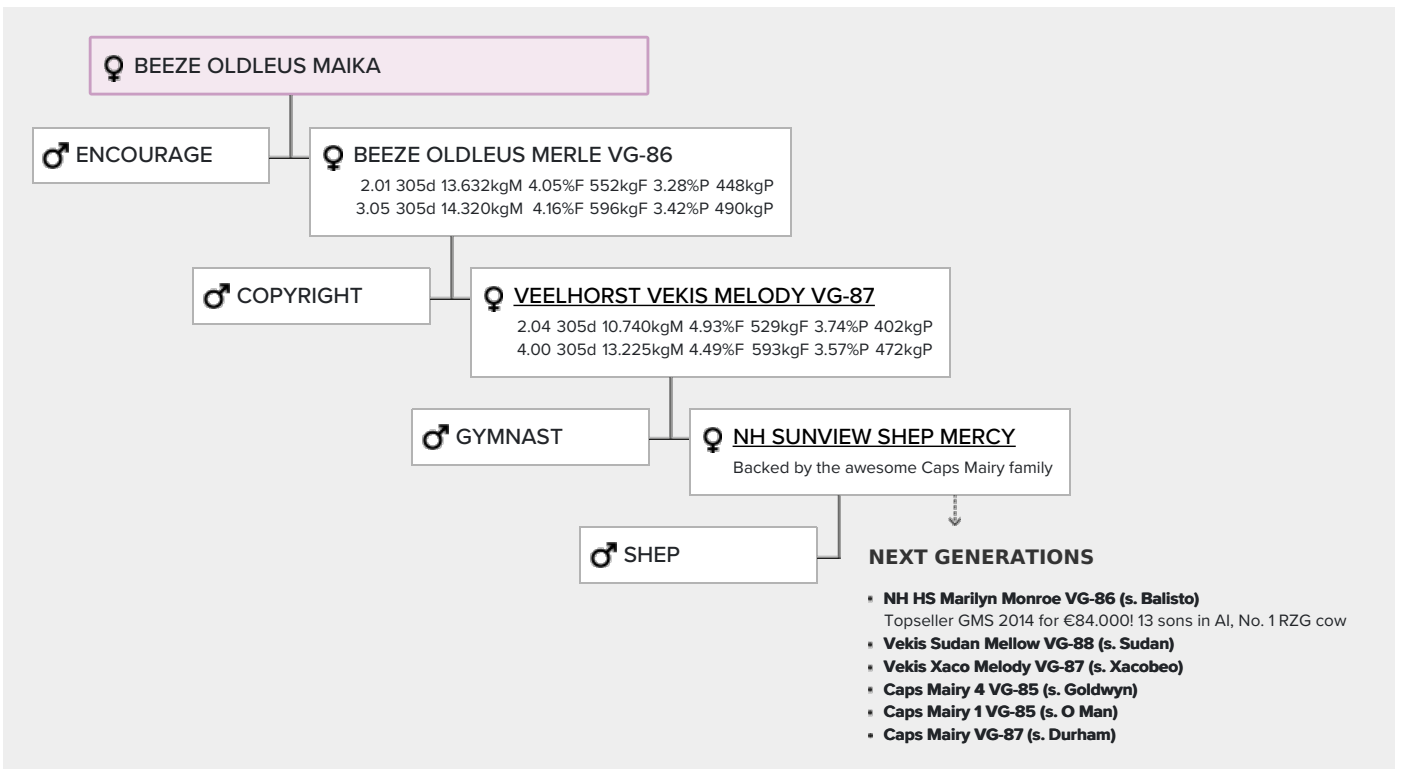 BEEZE OLDLEUS MAIKA
ENCOURAGE
BEEZE OLDLEUS MERLE VG-86
2.01 305d 13.632kgM 4.05%F 552kgF 3.28%P 448kgP
3.05 305d 14.320kgM 4.16%F 596kgF 3.42%P 490kgP
COPYRIGHT
VEELHORST VEKIS MELODY VG-87
2.04 305d 10.740kgM 4.93%F 529kgF 3.74%P 402kgP
4.00 305d 13.225kgM 4.49%F 593kgF 3.57%P 472kgP
GYMNAST
NH SUNVIEW SHEP MERCY
Backed by the awesome Caps Mairy family
SHEP
NEXT GENERATIONS
▪ NH HS Marilyn Monroe VG-86 (s. Balisto)
Topseller GMS 2014 for €84.000! 13 sons in AI, No. 1 RZG cow
▪ Vekis Sudan Mellow VG-88 (s. Sudan)
▪ Vekis Xaco Melody VG-87 (s. Xacobeo)
▪ Caps Mairy 4 VG-85 (s. Goldwyn)
▪ Caps Mairy 1 VG-85 (s. O Man)
▪ Caps Mairy VG-87 (s. Durham)